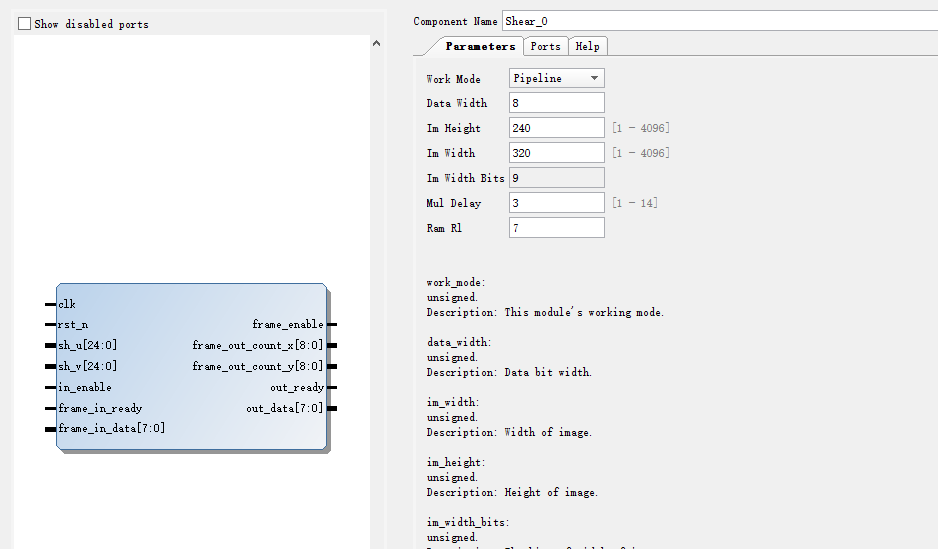 Show disabled ports
clk
rst_n
sh_u[24:0]
sh_v[24:0]
in_enable
frame_in_ready
frame_in_data[7:0]
frame_enable
frame_out_count_x[8:0]
frame_out_count_y[8:0]
out_ready
out_data[7:0]
Component Name Shear_0
Parameters Ports Help
Work Mode Pipeline
Data Width 8
Im Height 240 [1 - 4096]
Im Width 320 [1 - 4096]
Im Width Bits 9
Mul Delay 3 [1 - 14]
Ram Rl 7
work_mode:
unsigned.
Description: This module's working mode.
data_width:
unsigned.
Description: Data bit width.
im_width:
unsigned.
Description: Width of image.
im_height:
unsigned.
Description: Height of image.
im_width_bits:
unsigned.